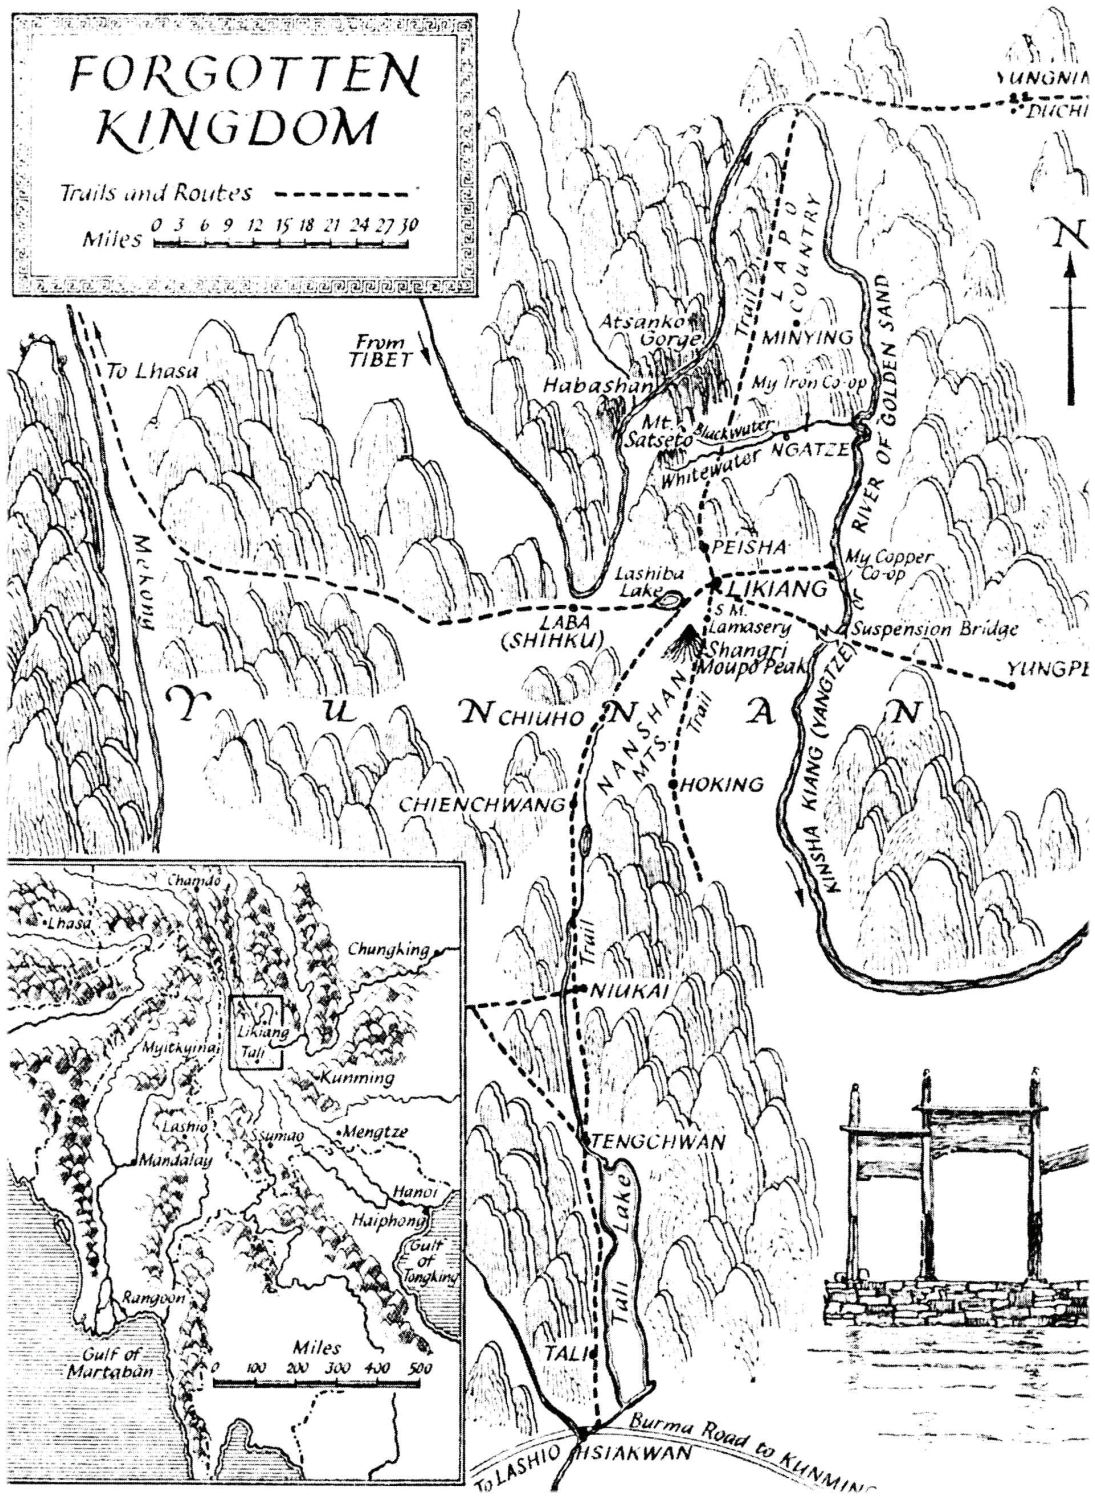 FORGOTTEN
KINGDOM
Trails and Routes
Miles 0 3 6 9 12 15 18 21 24 27 30
YUNGNIN
DUCHI
N
LAPO
COUNTRY
Trail
Atsanko
Gorge
MINYING
RIVER OF GOLDEN SAND
From
TIBET
To Lhasa
Habashan
My Iron Co-op
Mt.
Satseto
Blackwater
NGATZE
Whitewater
Mekong
PEISHA
My Copper
Co-op
Lashiba
Lake
LIKIANG
or
LABA
(SHIHKU)
S.M.
Lamasery
Suspension Bridge
Shangri
Moupo Peak
YUNGPE
YUNNAN
CHIUHO
NANSHAN
MTS.
Trail
HOKING
CHIENCHWANG
KINSHA KIANG (YANGTZE)
Trail
NIUKAI
TENGCHWAN
Tali Lake
TALI
Burma Road to KUNMING
To LASHIO
HSIAKWAN
Chamdo
Lhasa
Chungking
Likiang
Tali
Myitkyina
Kunming
Lashio
Ssumao
Mengtze
Mandalay
Hanoi
Haiphong
Gulf
of
Tongking
Rangoon
Gulf of
Martaban
Miles
0 100 200 300 400 500